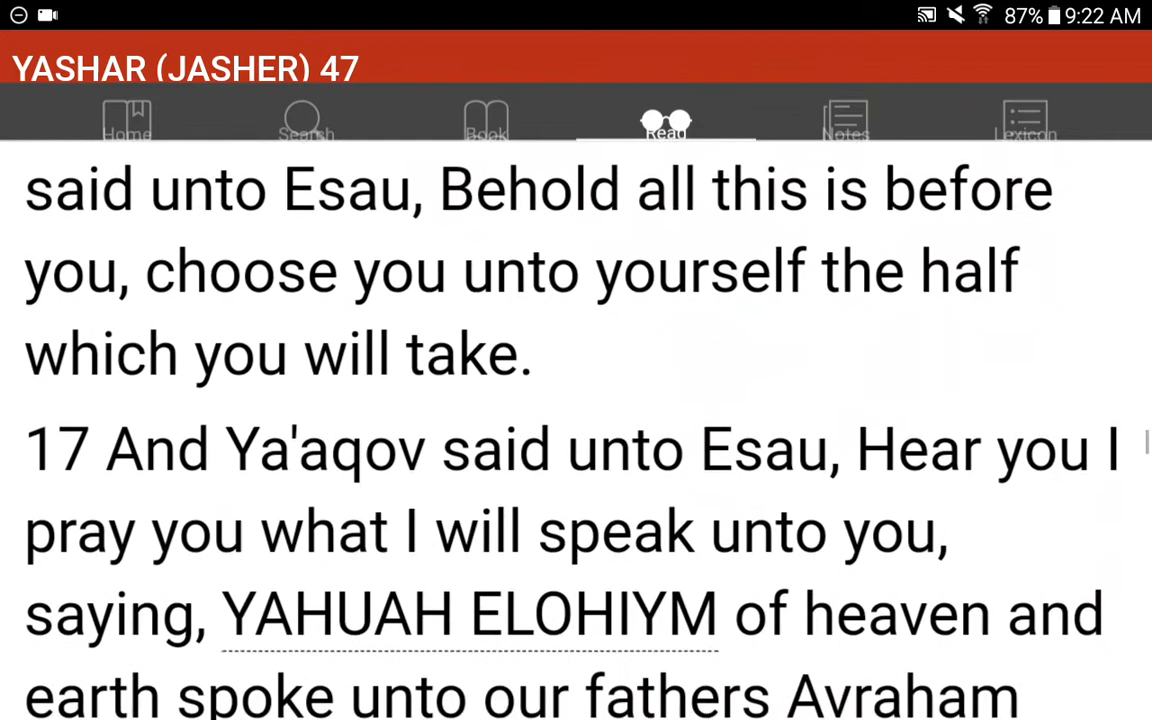 87% 9:22 AM
YASHAR (JASHER) 47
Home Search Book Read Notes Lexicon
said unto Esau, Behold all this is before
you, choose you unto yourself the half
which you will take.
17 And Ya'aqov said unto Esau, Hear you I
pray you what I will speak unto you,
saying, YAHUAH ELOHIYM of heaven and
earth spoke unto our fathers Avraham